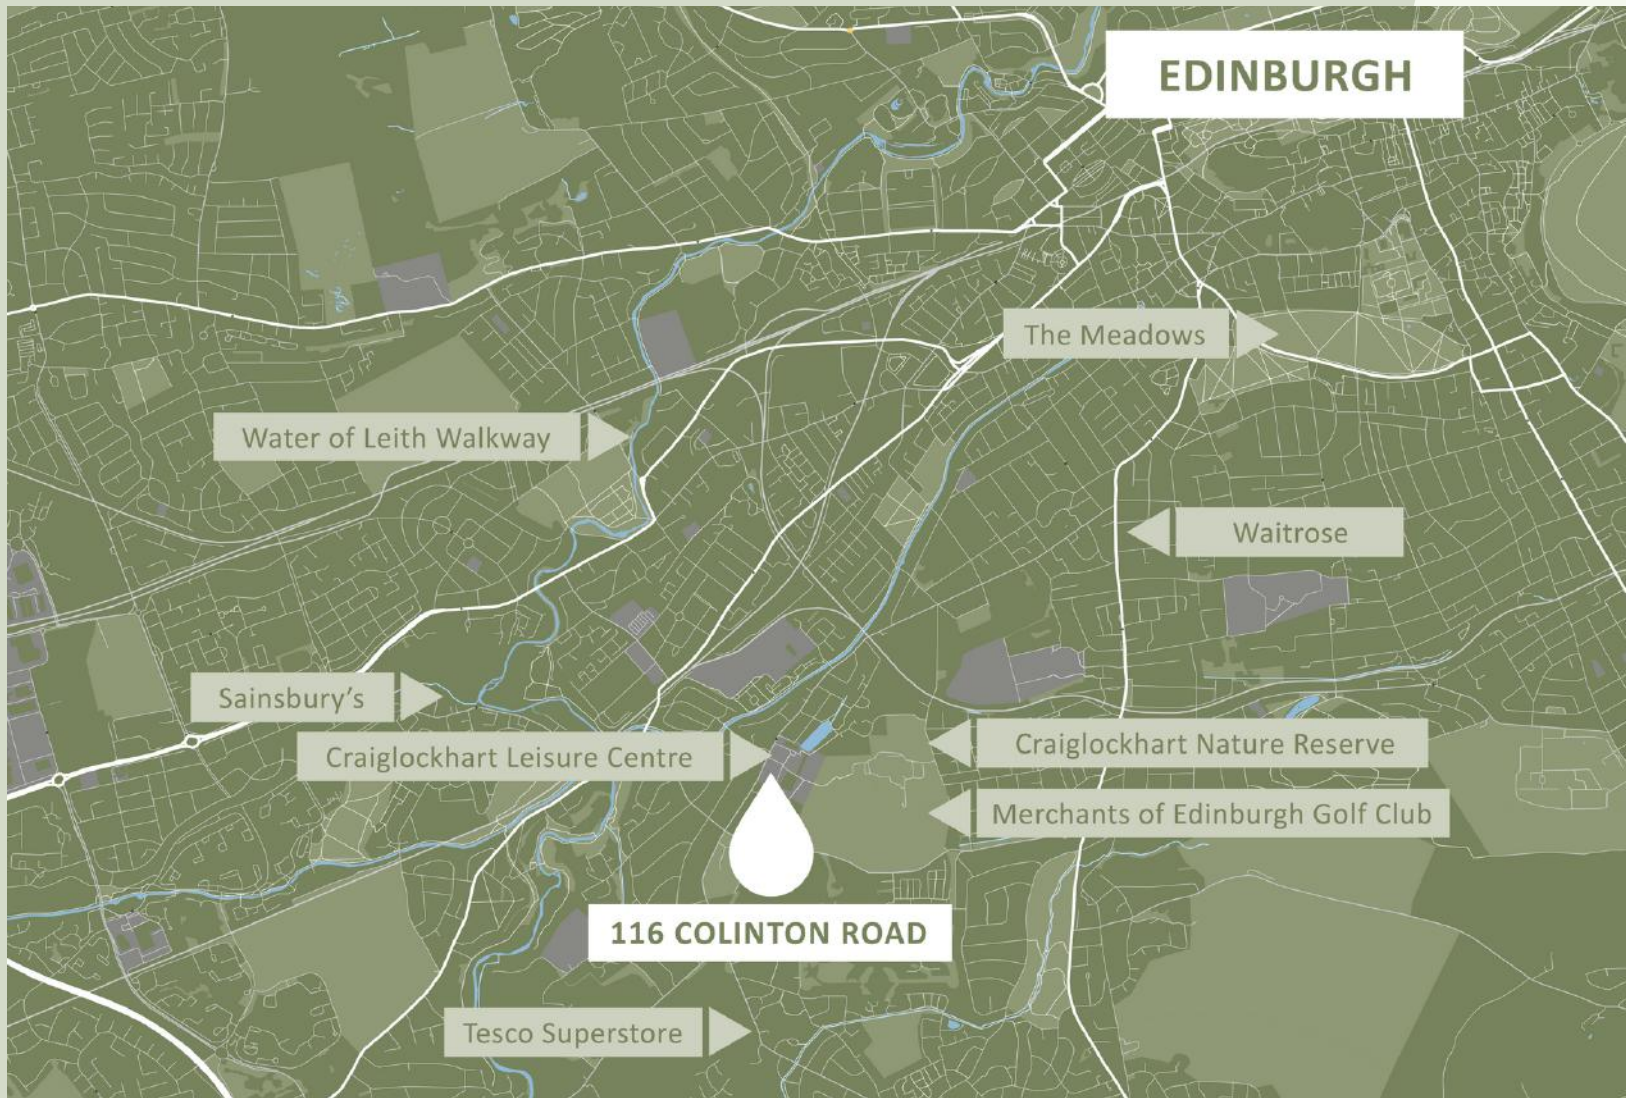 EDINBURGH
The Meadows
Water of Leith Walkway
Waitrose
Sainsbury's
Craiglockhart Leisure Centre
Craiglockhart Nature Reserve
Merchants of Edinburgh Golf Club
116 COLINTON ROAD
Tesco Superstore